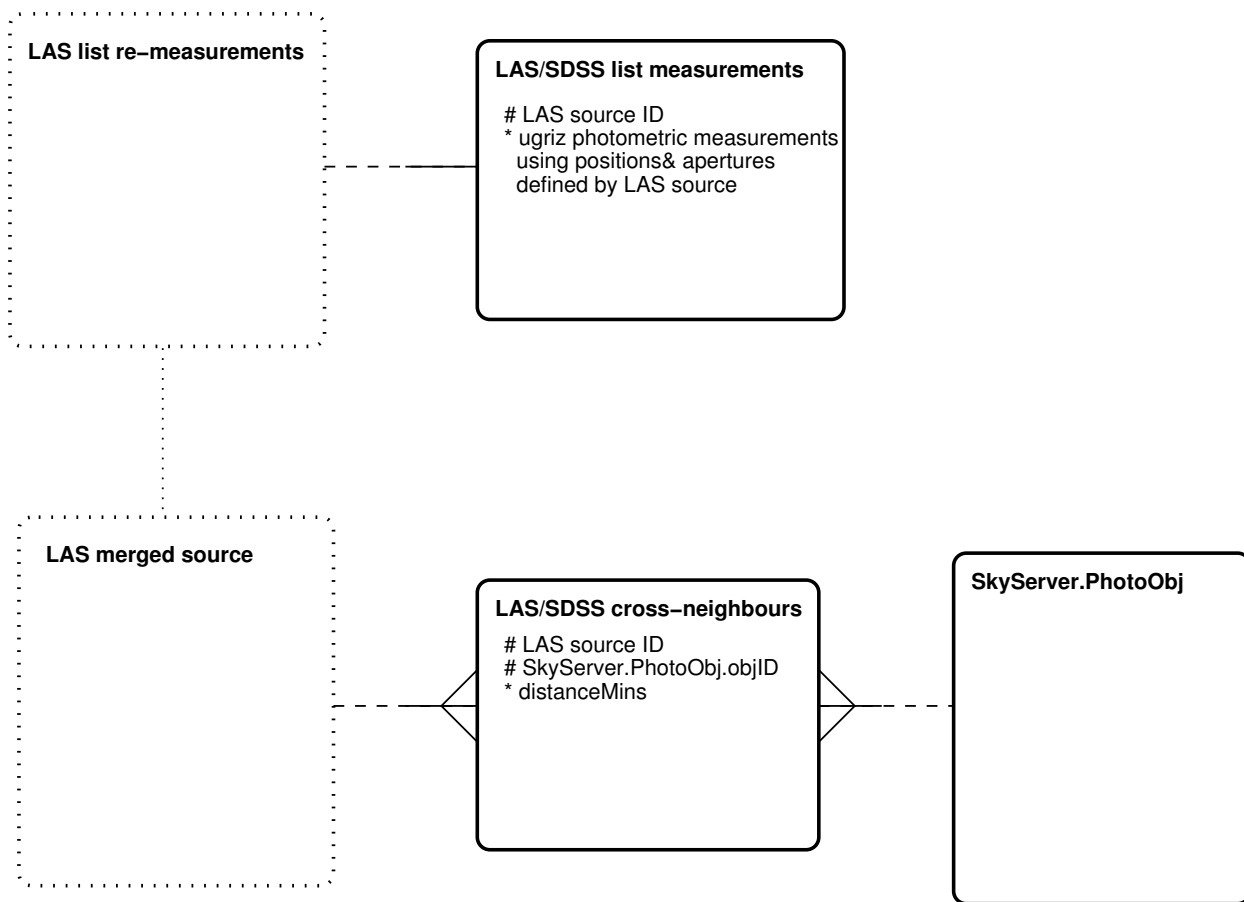 LAS list re−measurements
LAS/SDSS list measurements
# LAS source ID
* ugriz photometric measurements
using positions& apertures
defined by LAS source
LAS merged source
LAS/SDSS cross−neighbours
# LAS source ID
# SkyServer.PhotoObj.objID
* distanceMins
SkyServer.PhotoObj